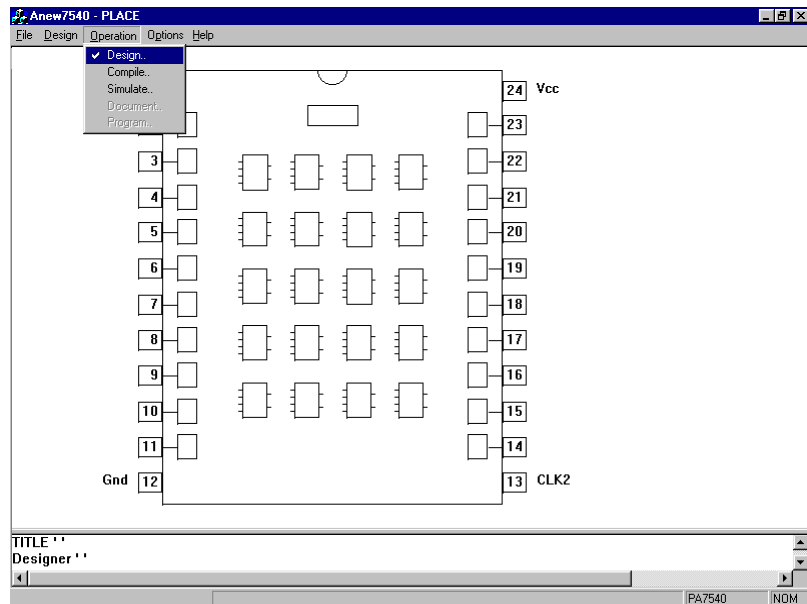 Anew7540 - PLACE
File Design Operation Options Help
Design..
Compile..
Simulate..
Document..
Program..
24 Vcc
23
3 22
4 21
5 20
6 19
7 18
8 17
9 16
10 15
11 14
Gnd 12 13 CLK2
TITLE ' '
Designer ' '
PA7540 NOM